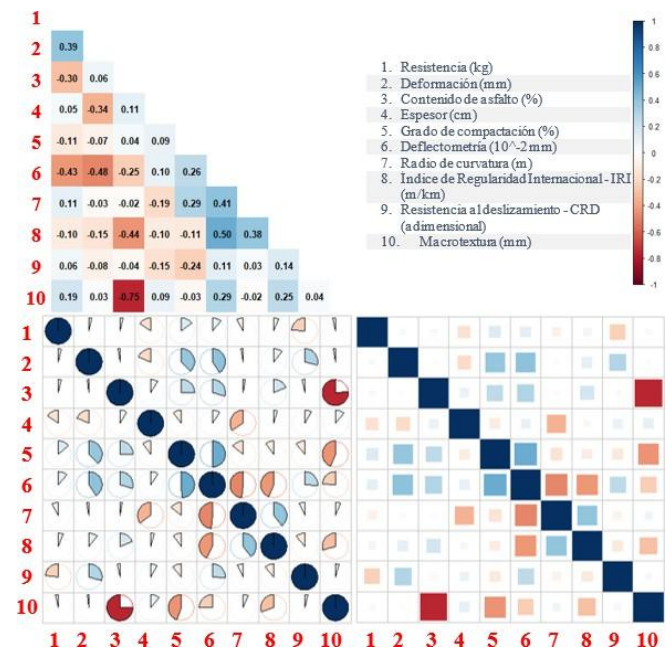 1
2 0.39
3 -0.30 0.06
4 0.05 -0.34 0.11
5 -0.11 -0.07 0.04 0.09
6 -0.43 -0.48 -0.25 0.10 0.26
7 0.11 -0.03 -0.02 -0.19 0.29 0.41
8 -0.10 -0.15 -0.44 -0.10 -0.11 0.50 0.38
9 0.06 -0.08 -0.04 -0.15 -0.24 0.11 0.03 0.14
10 0.19 0.03 -0.75 0.09 -0.03 0.29 -0.02 0.25 0.04
1. Resistencia (kg)
2. Deformación (mm)
3. Contenido de asfalto (%)
4. Espesor (cm)
5. Grado de compactación (%)
6. Deflectometría (10^-2 mm)
7. Radio de curvatura (m)
8. Indice de Regularidad Internacional - IRI
(m/km)
9. Resistencia al deslizamiento - CRD
(adimensional)
10. Macrotextura (mm)
1
0.8
0.6
0.4
0.2
0
-0.2
-0.4
-0.6
-0.8
-1
1
2
3
4
5
6
7
8
9
10
1 2 3 4 5 6 7 8 9 10
1 2 3 4 5 6 7 8 9 10